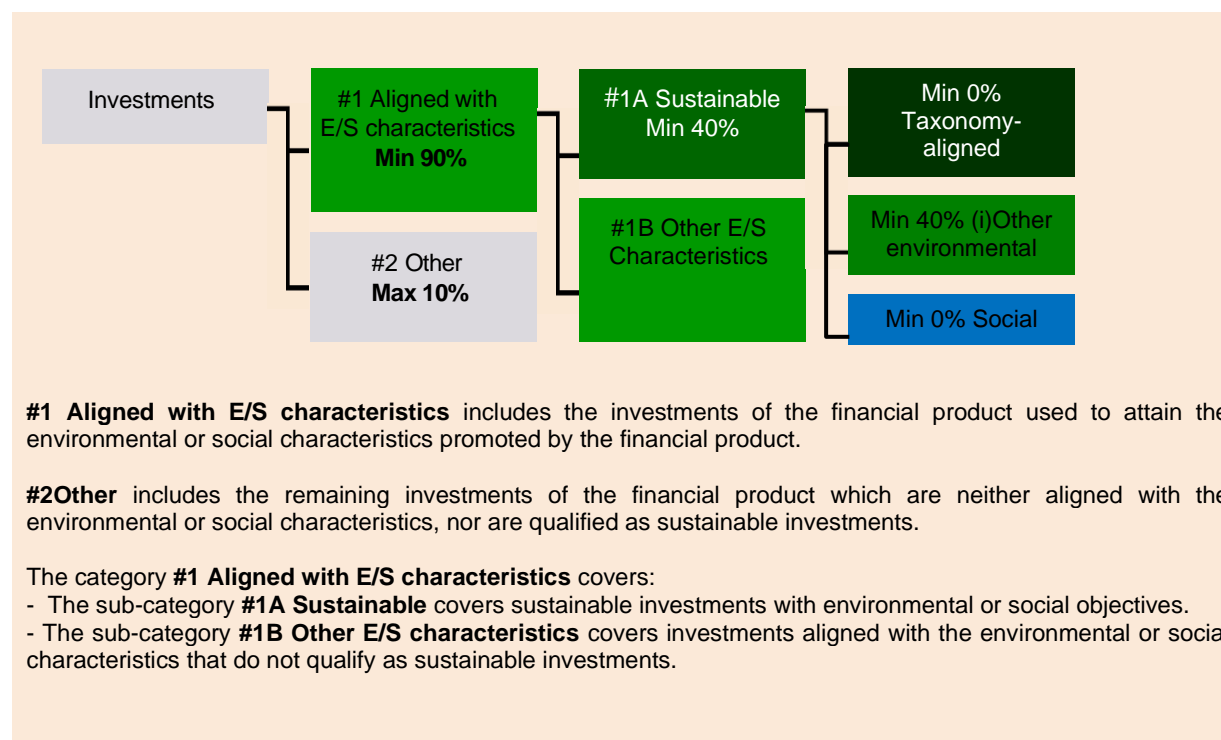 Investments
#1 Aligned with
E/S characteristics
Min 90%
#2 Other
Max 10%
#1A Sustainable
Min 40%
#1B Other E/S
Characteristics
Min 0%
Taxonomy-
aligned
Min 40% (i)Other
environmental
Min 0% Social
#1 Aligned with E/S characteristics includes the investments of the financial product used to attain the
environmental or social characteristics promoted by the financial product.
#2Other includes the remaining investments of the financial product which are neither aligned with the
environmental or social characteristics, nor are qualified as sustainable investments.
The category #1 Aligned with E/S characteristics covers:
- The sub-category #1A Sustainable covers sustainable investments with environmental or social objectives.
- The sub-category #1B Other E/S characteristics covers investments aligned with the environmental or social
characteristics that do not qualify as sustainable investments.